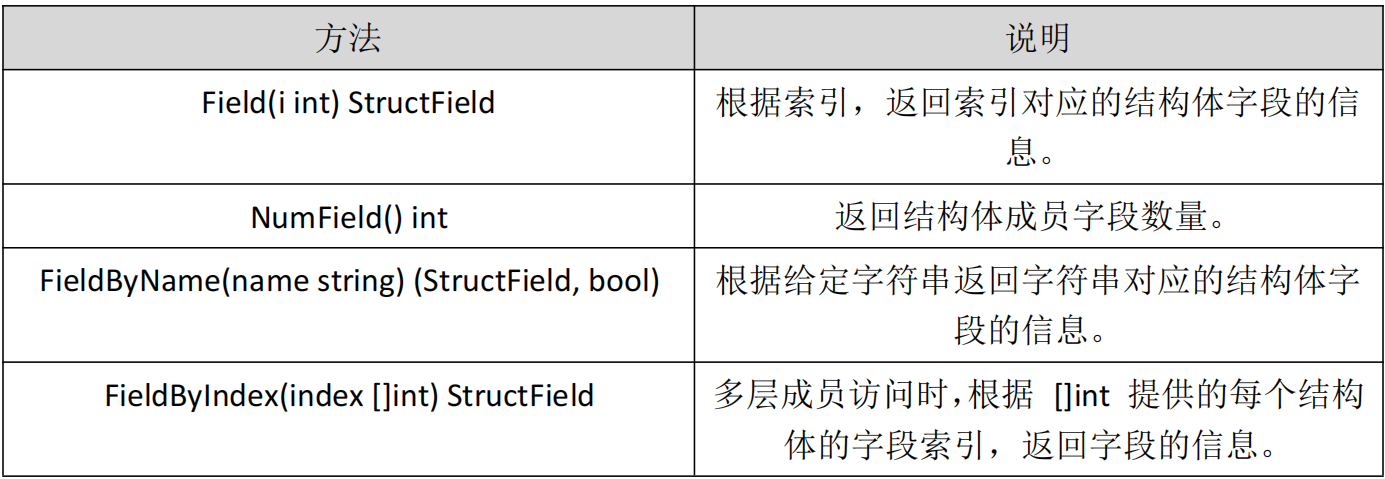 方法
说明
Field(i int) StructField
根据索引，返回索引对应的结构体字段的信
息。
NumField() int
返回结构体成员字段数量。
FieldByName(name string) (StructField, bool)
根据给定字符串返回字符串对应的结构体字
段的信息。
FieldByIndex(index []int) StructField
多层成员访问时，根据 []int 提供的每个结构
体的字段索引，返回字段的信息。